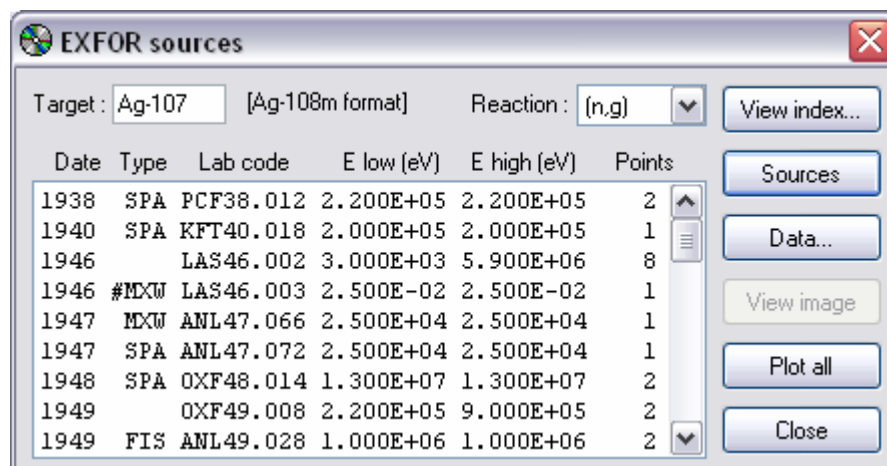 EXFOR sources
Target : Ag-107 [Ag-108m format] Reaction : (n,g) View index...
Date Type Lab code E low (eV) E high (eV) Points Sources
1938 SPA PCF38.012 2.200E+05 2.200E+05 2
1940 SPA KFT40.018 2.000E+05 2.000E+05 1 Data...
1946 LAS46.002 3.000E+03 5.900E+06 8
1946 #MXW LAS46.003 2.500E-02 2.500E-02 1 View image
1947 MXW ANL47.066 2.500E+04 2.500E+04 1
1947 SPA ANL47.072 2.500E+04 2.500E+04 1 Plot all
1948 SPA OXF48.014 1.300E+07 1.300E+07 2
1949 OXF49.008 2.200E+05 9.000E+05 2 Close
1949 FIS ANL49.028 1.000E+06 1.000E+06 2